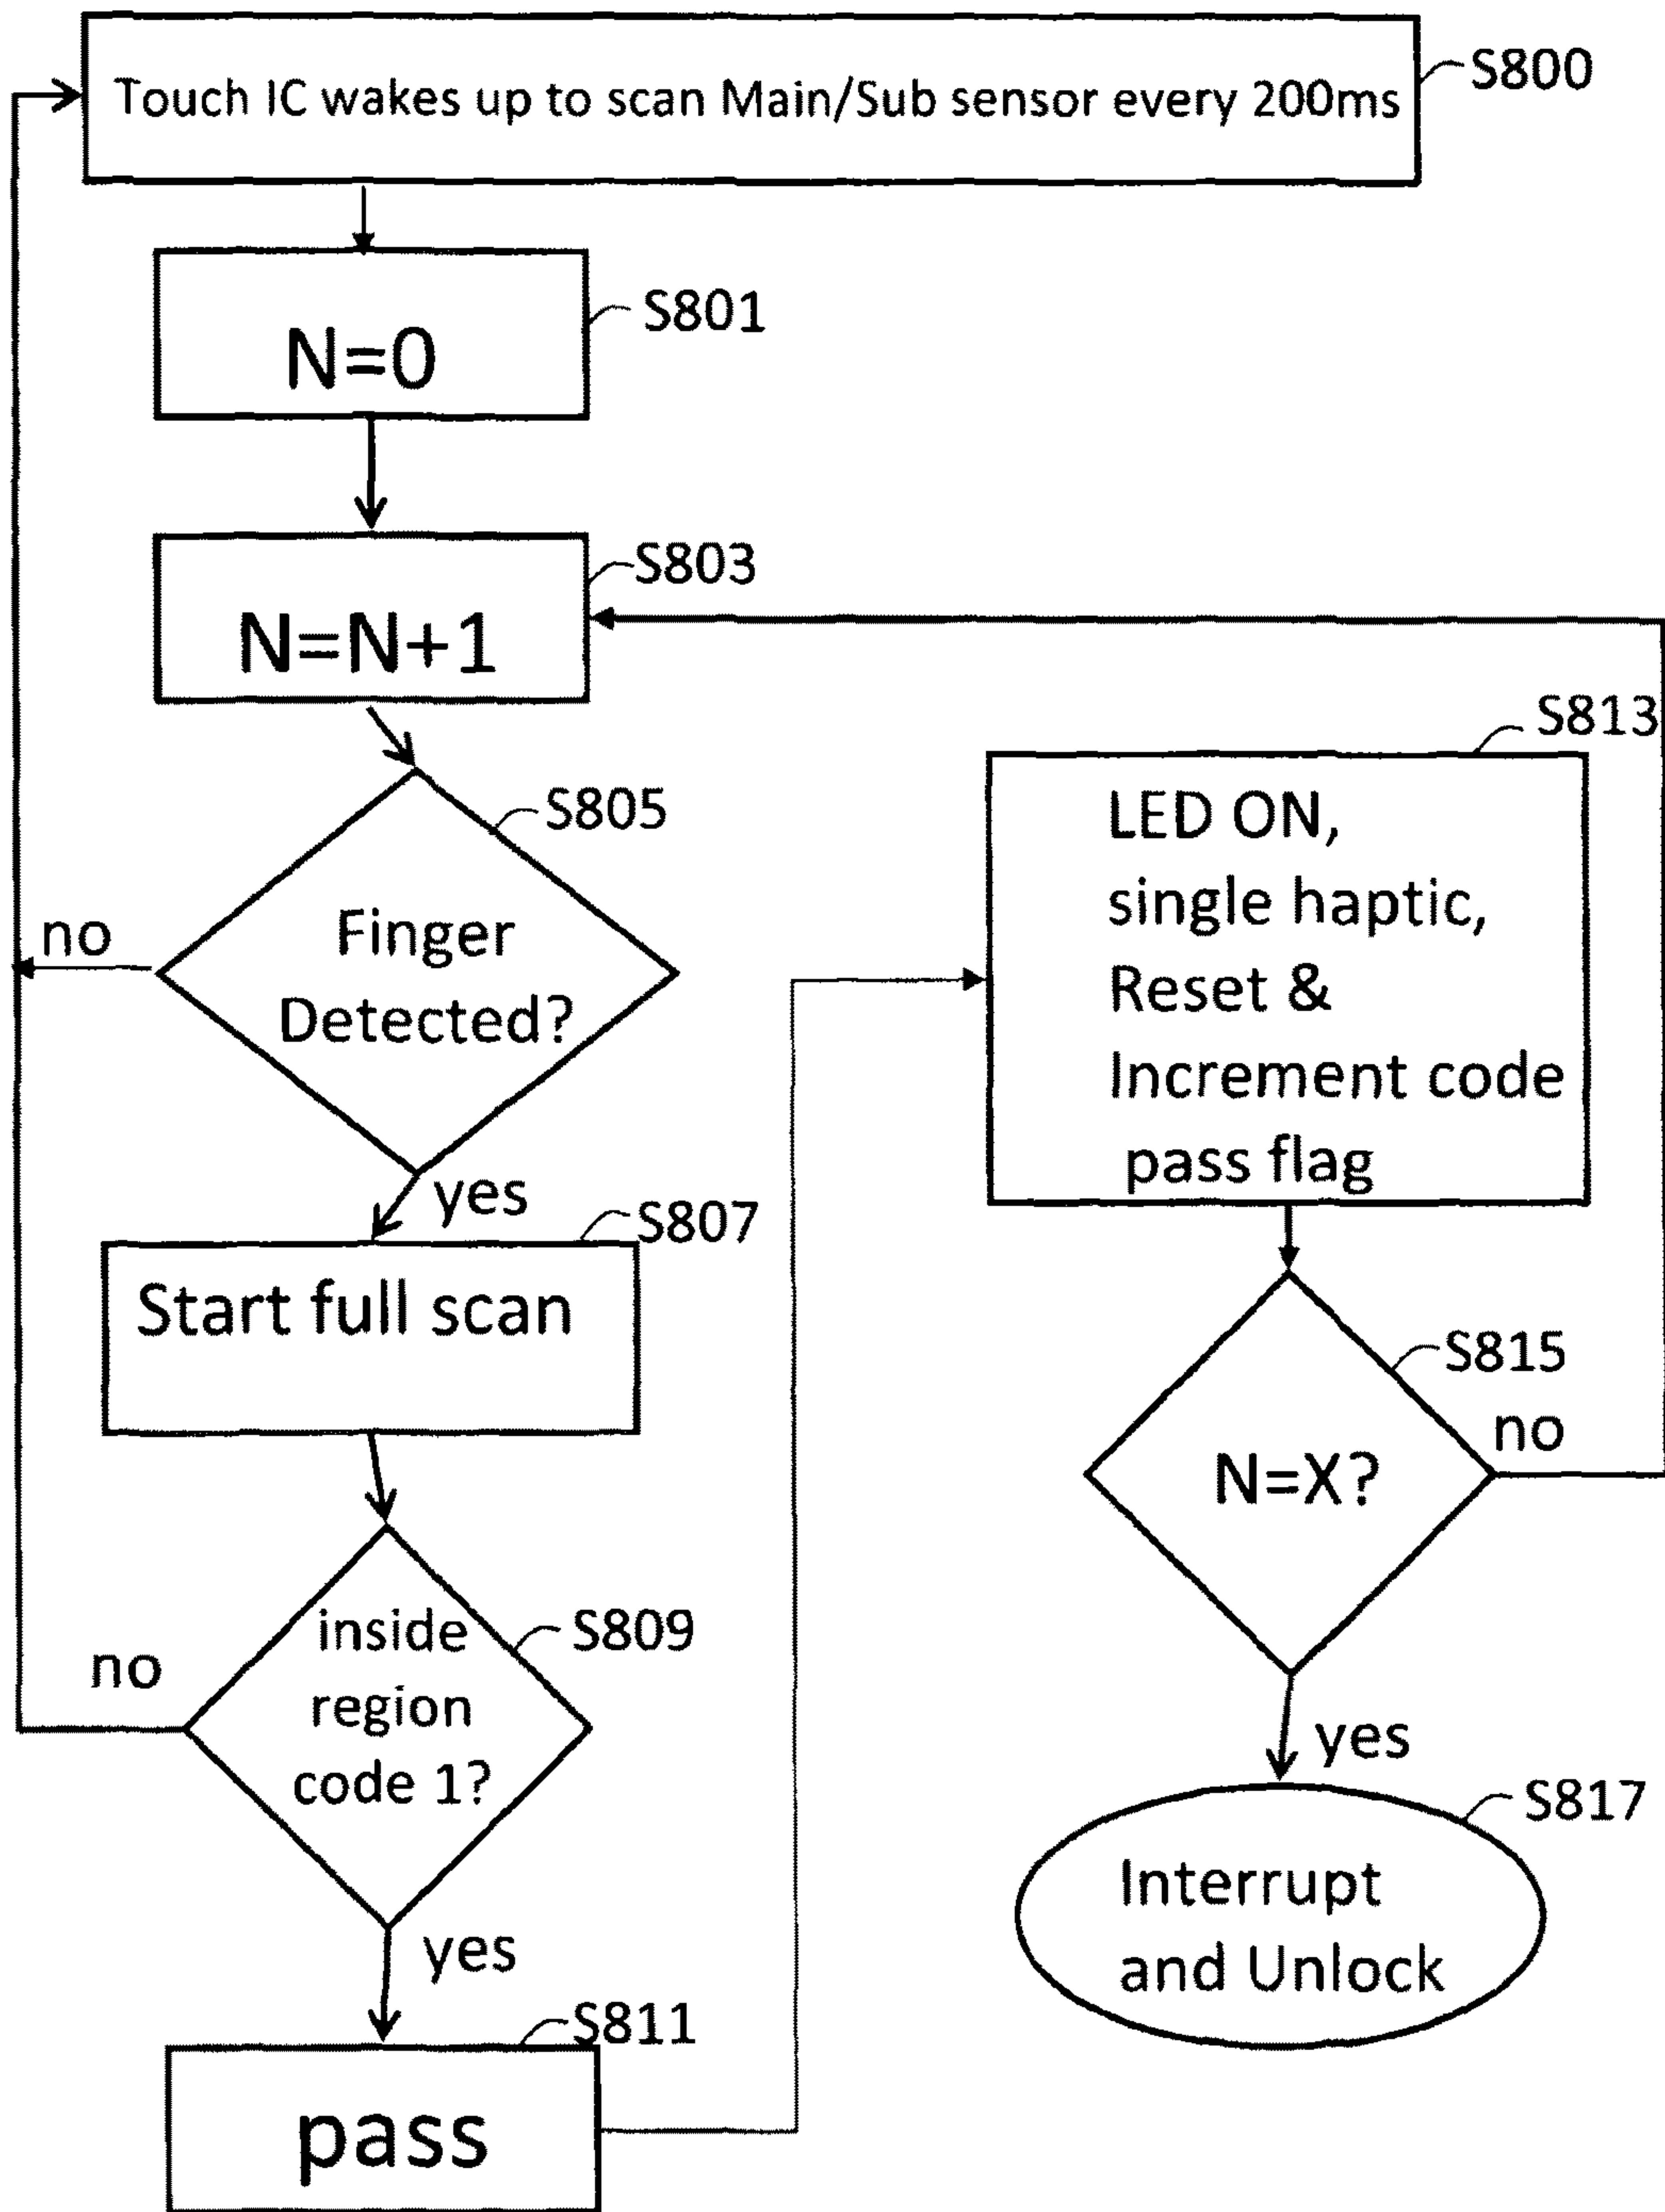 Touch IC wakes up to scan Main/Sub sensor every 200ms
S800
N=0
S801
N=N+1
S803
Finger
Detected?
S805
no
yes
Start full scan
S807
inside
region
code 1?
S809
no
yes
pass
S811
LED ON,
single haptic,
Reset &
Increment code
pass flag
S813
N=X?
S815
no
yes
Interrupt
and Unlock
S817